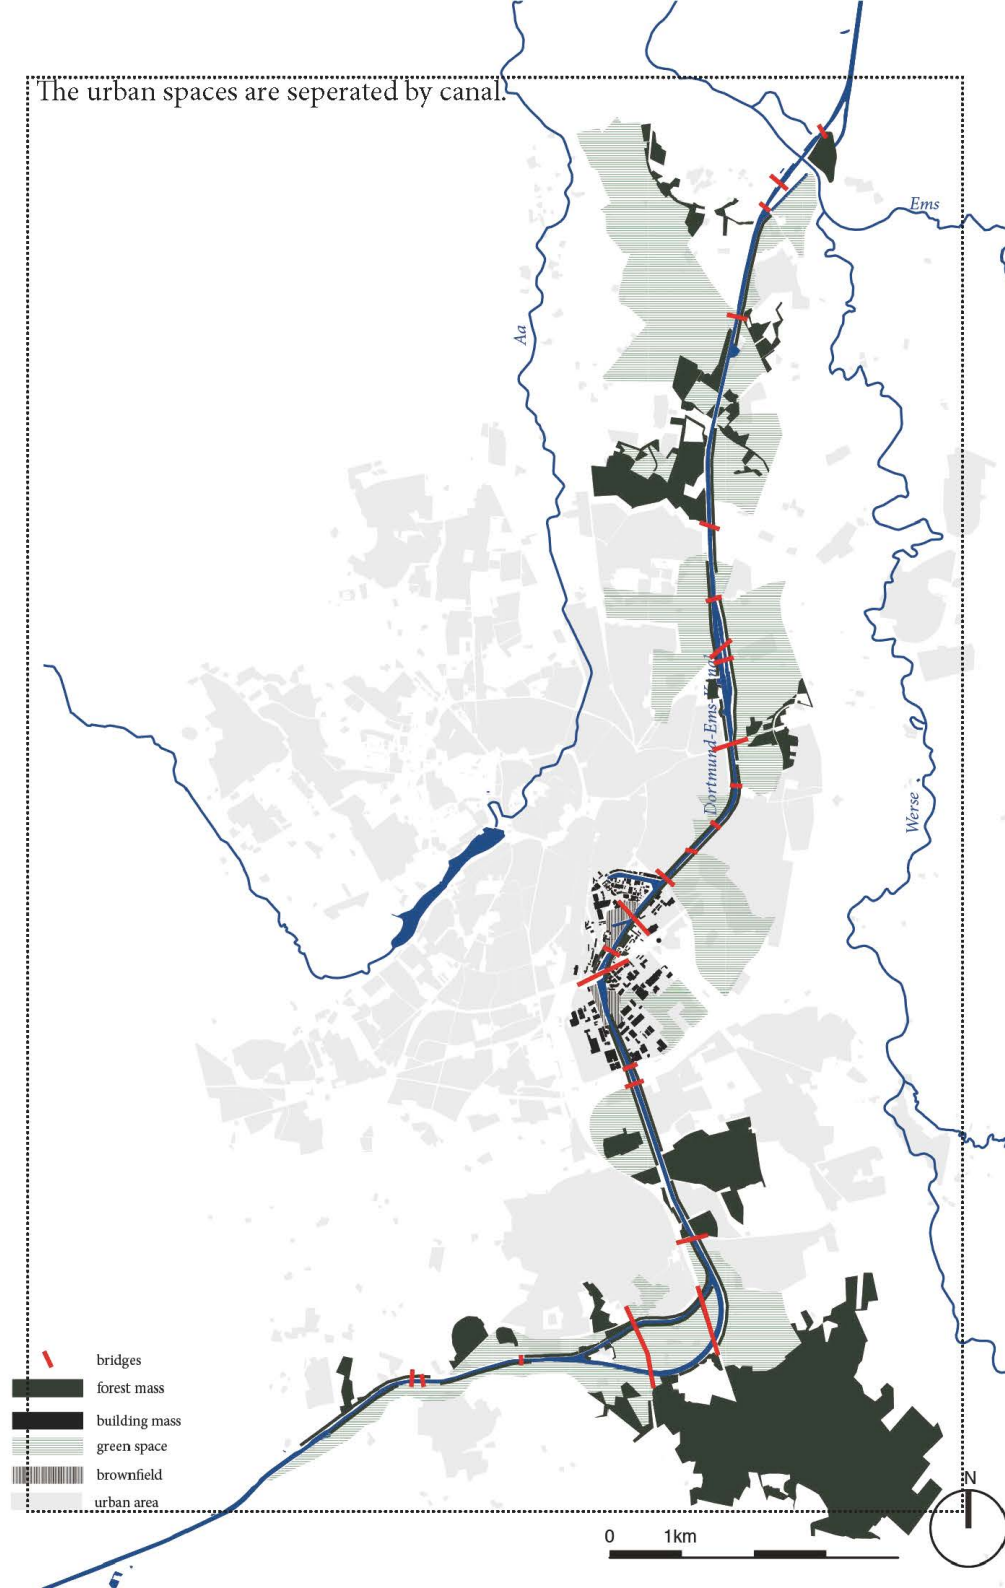 The urban spaces are seperated by canal.
Ems
Aa
Dortmund-Ems-Kanal
Werse
bridges
forest mass
building mass
green space
brownfield
urban area
N
0 1km